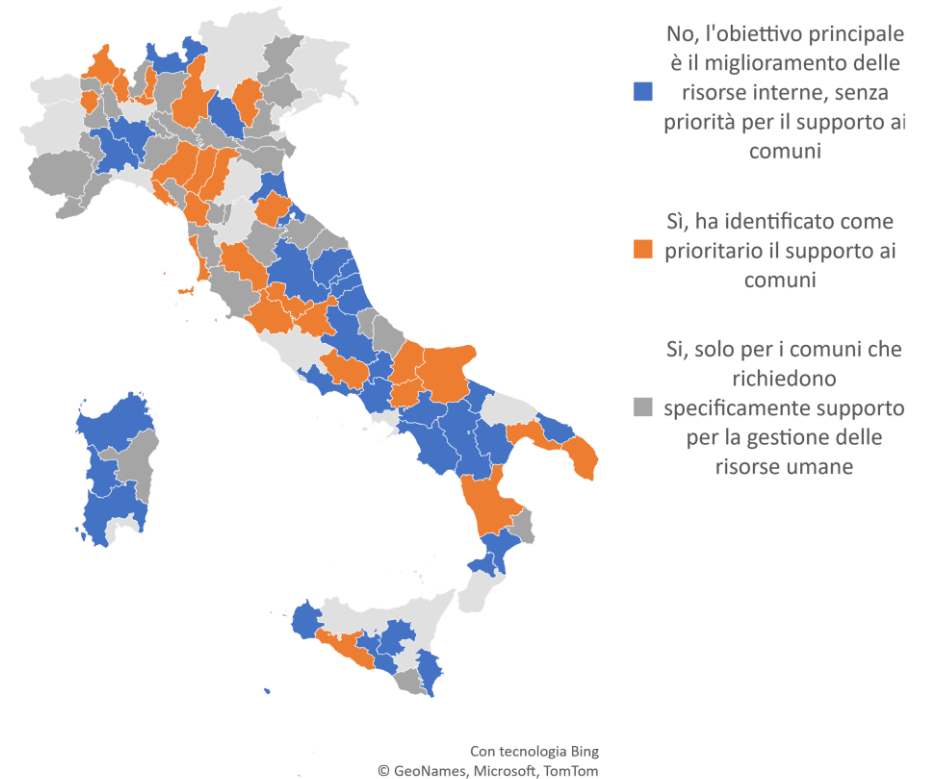 No, l'obiettivo principale
è il miglioramento delle
risorse interne, senza
priorità per il supporto ai
comuni
Sì, ha identificato come
prioritario il supporto ai
comuni
Si, solo per i comuni che
richiedono
specificamente supporto
per la gestione delle
risorse umane
Con tecnologia Bing
© GeoNames, Microsoft, TomTom